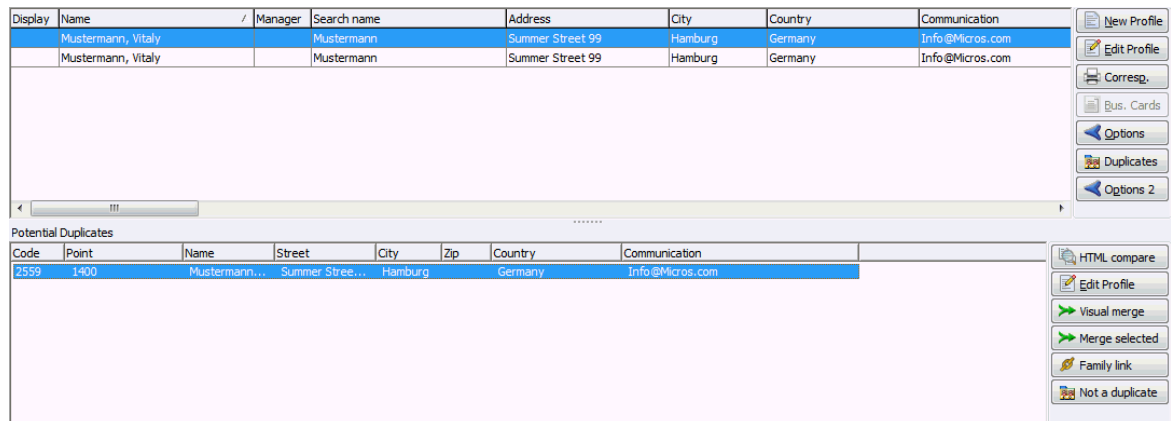 Display Name / Manager Search name Address City Country Communication
Mustermann, Vitaly Mustermann Summer Street 99 Hamburg Germany Info@Micros.com
Mustermann, Vitaly Mustermann Summer Street 99 Hamburg Germany Info@Micros.com
New Profile
Edit Profile
Corresp.
Bus. Cards
Options
Duplicates
Options 2
Potential Duplicates
Code Point Name Street City Zip Country Communication
2559 1400 Mustermann... Summer Stree... Hamburg Germany Info@Micros.com
HTML compare
Edit Profile
Visual merge
Merge selected
Family link
Not a duplicate